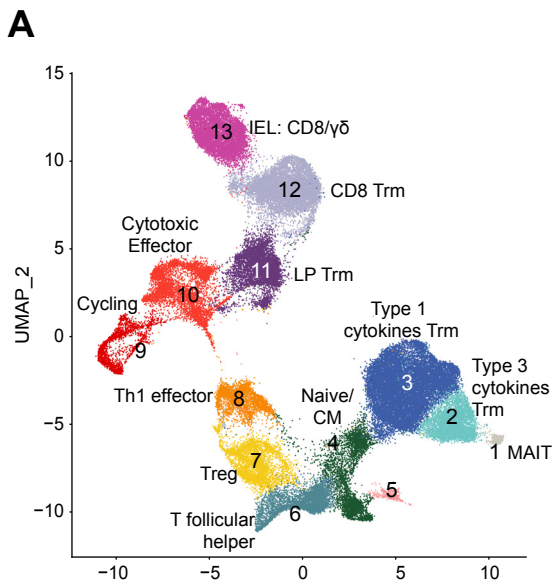 A
15
10
5
0
−5
−10
UMAP_2
13
IEL: CD8/γδ
12
CD8 Trm
Cytotoxic
Effector
11
LP Trm
10
Cycling
9
Type 1
cytokines Trm
3
Type 3
cytokines
Trm
2
1 MAIT
Th1 effector
8
Naive/
CM
4
Treg
7
5
6
T follicular
helper
−10
−5
0
5
10